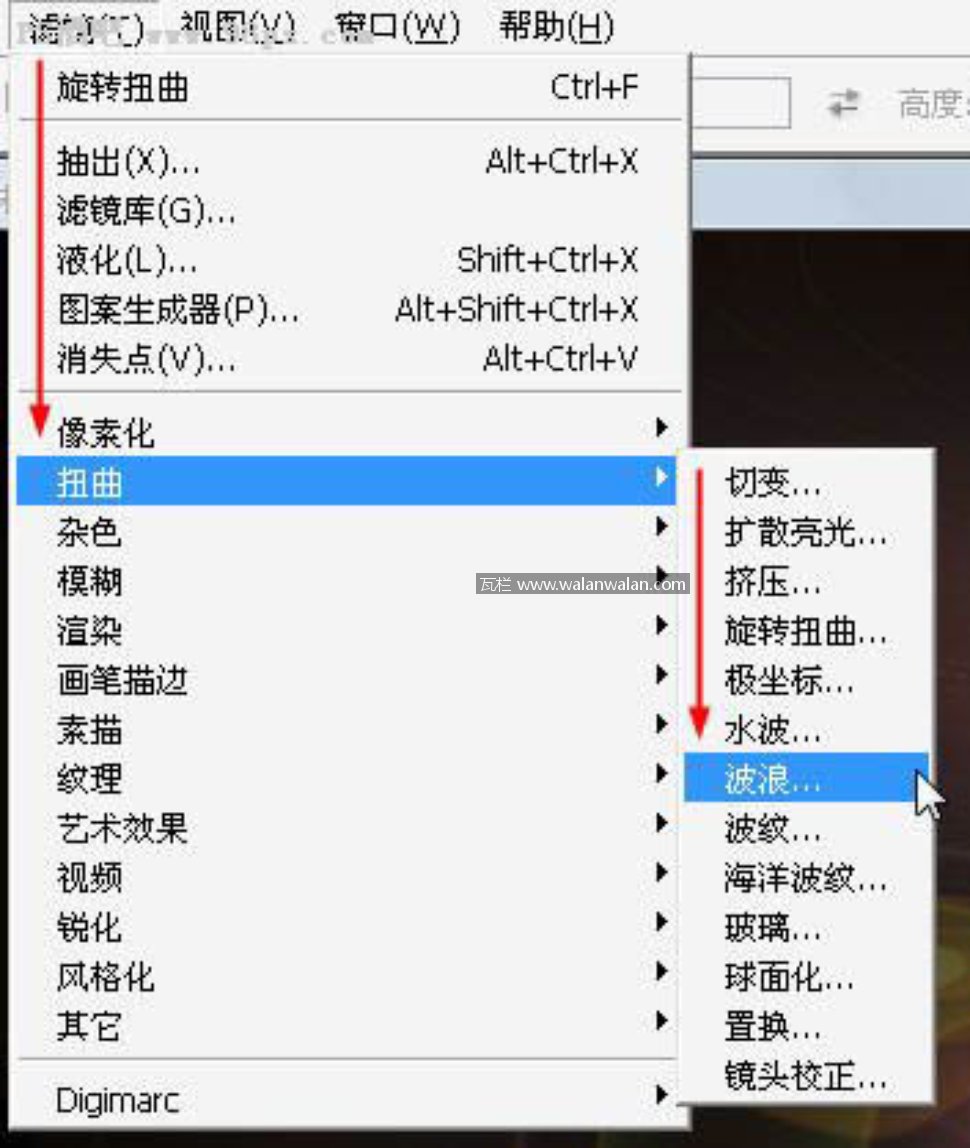 滤镜(T) 视图(V) 窗口(W) 帮助(H)
旋转扭曲 Ctrl+F
高度:
抽出(X)... Alt+Ctrl+X
滤镜库(G)...
液化(L)... Shift+Ctrl+X
图案生成器(P)... Alt+Shift+Ctrl+X
消失点(V)... Alt+Ctrl+V
像素化
扭曲
杂色
模糊
渲染
画笔描边
素描
纹理
艺术效果
视频
锐化
风格化
其它
Digimarc
切变...
扩散亮光...
挤压...
旋转扭曲...
极坐标...
水波...
波浪...
波纹...
海洋波纹...
玻璃...
球面化...
置换...
镜头校正...
瓦栏 www.walanwalan.com